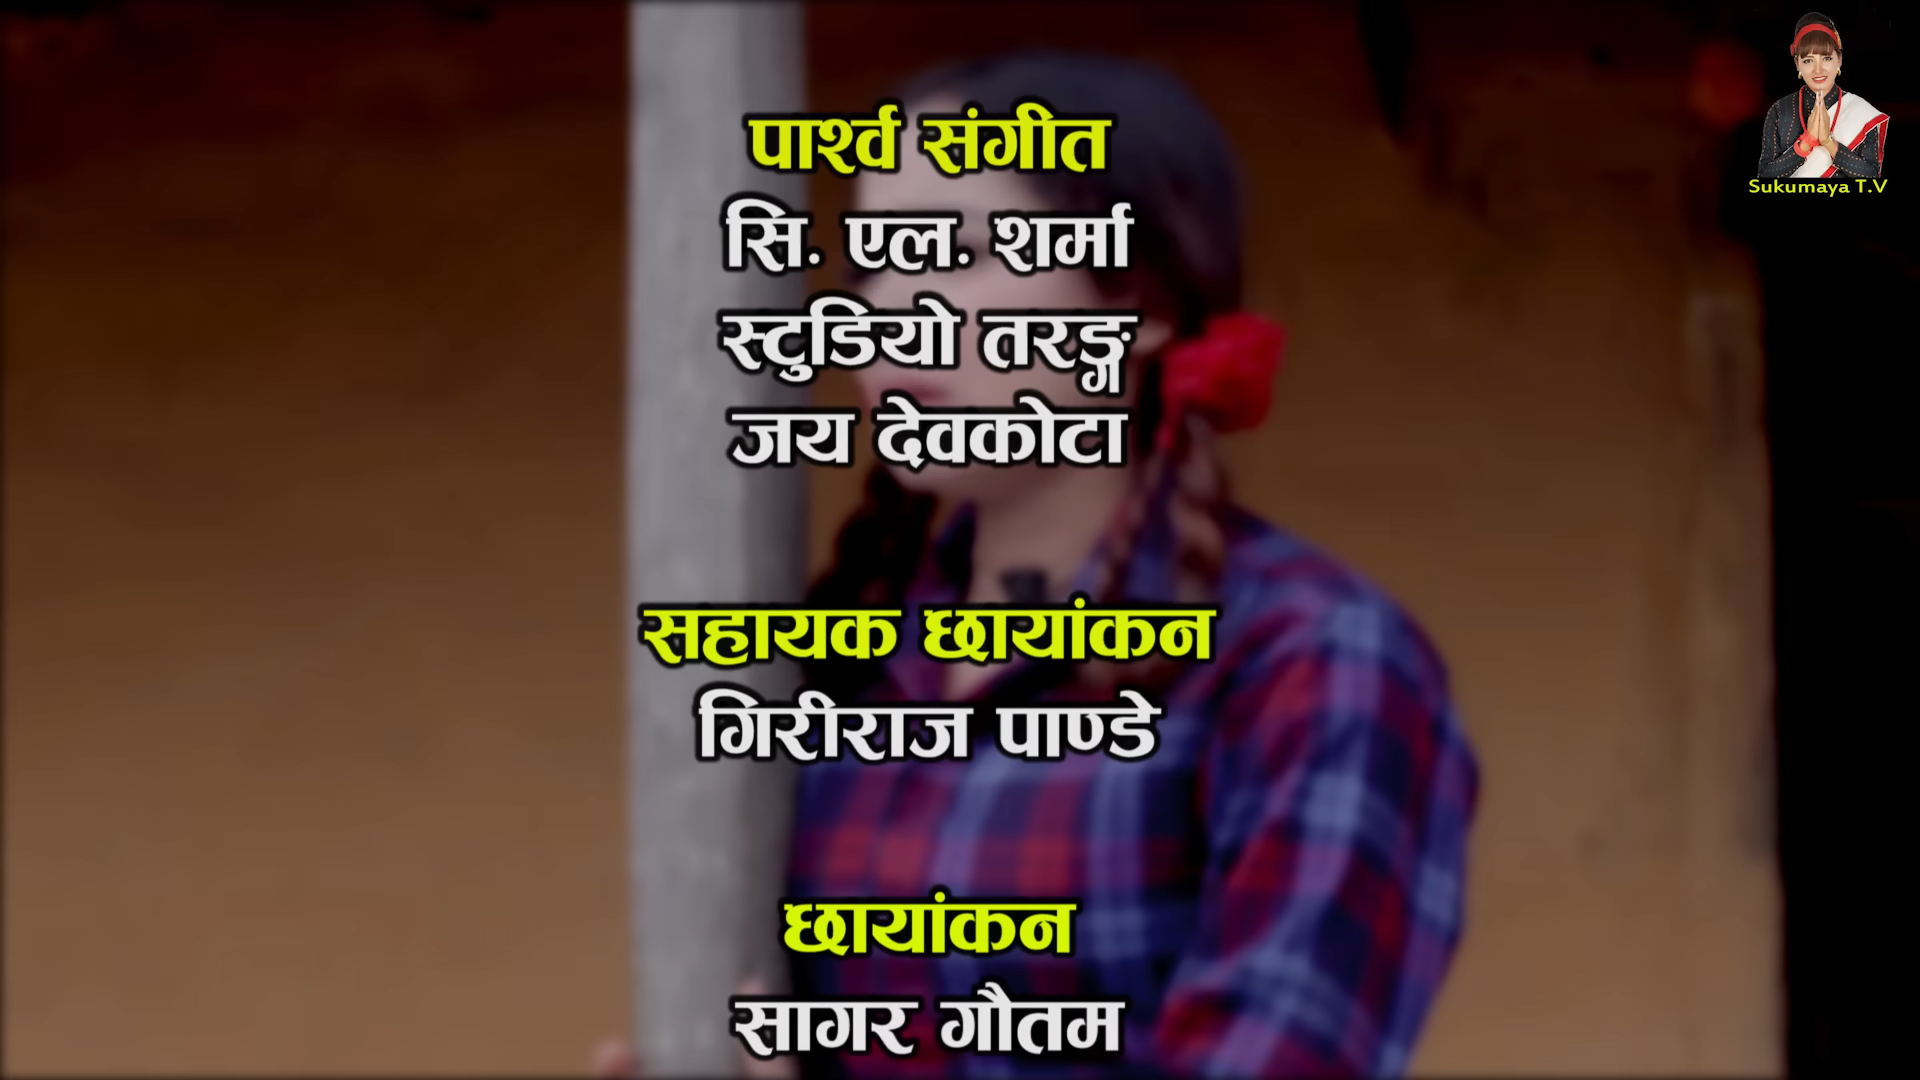 पार्श्व संगीत
सि. एल. शर्मा
स्टुडियो तरङ्ग
जय देवकोटा
सहायक छायांकन
गिरीराज पाण्डे
छायांकन
सागर गौतम
Sukumaya T.V